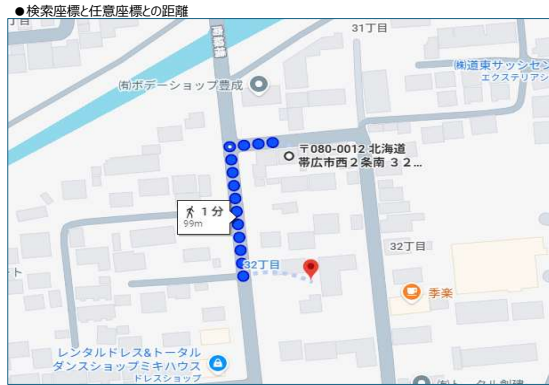 ●検索座標と任意座標との距離
31丁目
㈱道東サッシセン
エクステリアシ
㈲ボデーショップ豊成
〒080-0012 北海道
帯広市西2条南 32...
1 分
99m
32丁目
32丁目
季楽
レンタルドレス&トータル
ダンスショップミキハウス
ドレスショップ